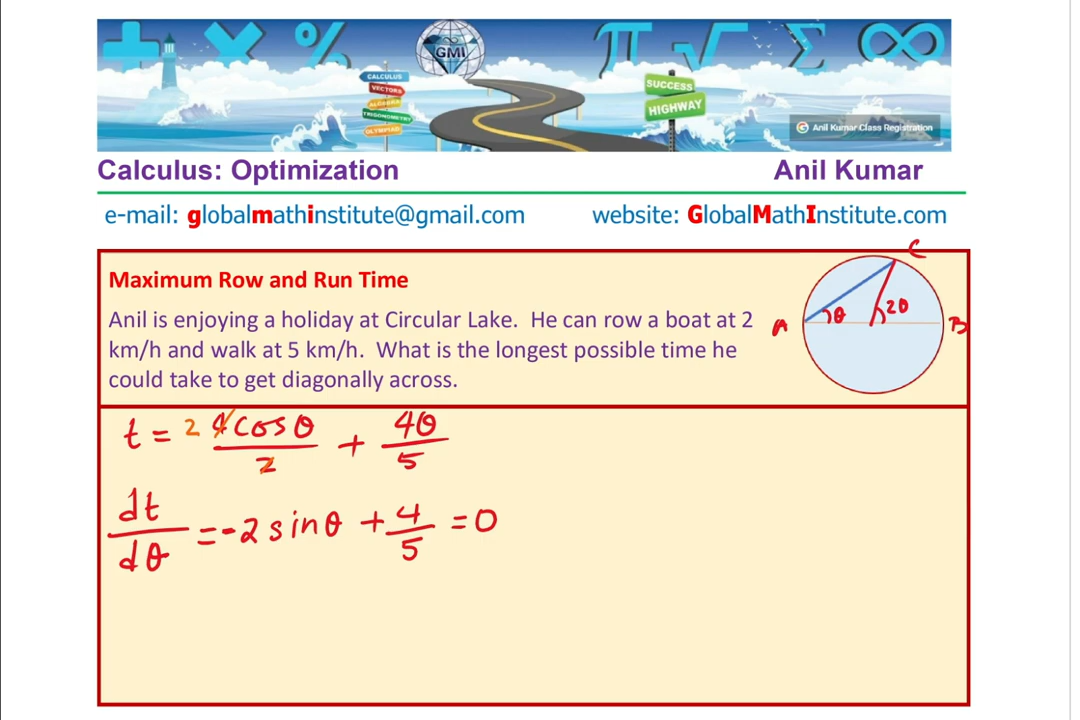 GMI
CALCULUS
VECTORS
ALGEBRA
TRIGONOMETRY
OLYMPIAD
SUCCESS
HIGHWAY
Anil Kumar Class Registration
Calculus: Optimization Anil Kumar
e-mail: globalmathinstitute@gmail.com website: GlobalMathInstitute.com
Maximum Row and Run Time
Anil is enjoying a holiday at Circular Lake. He can row a boat at 2
km/h and walk at 5 km/h. What is the longest possible time he
could take to get diagonally across.
C
A θ 2θ B
t = 2 4cosθ/2 + 4θ/5
dt/dθ = -2 sinθ + 4/5 = 0